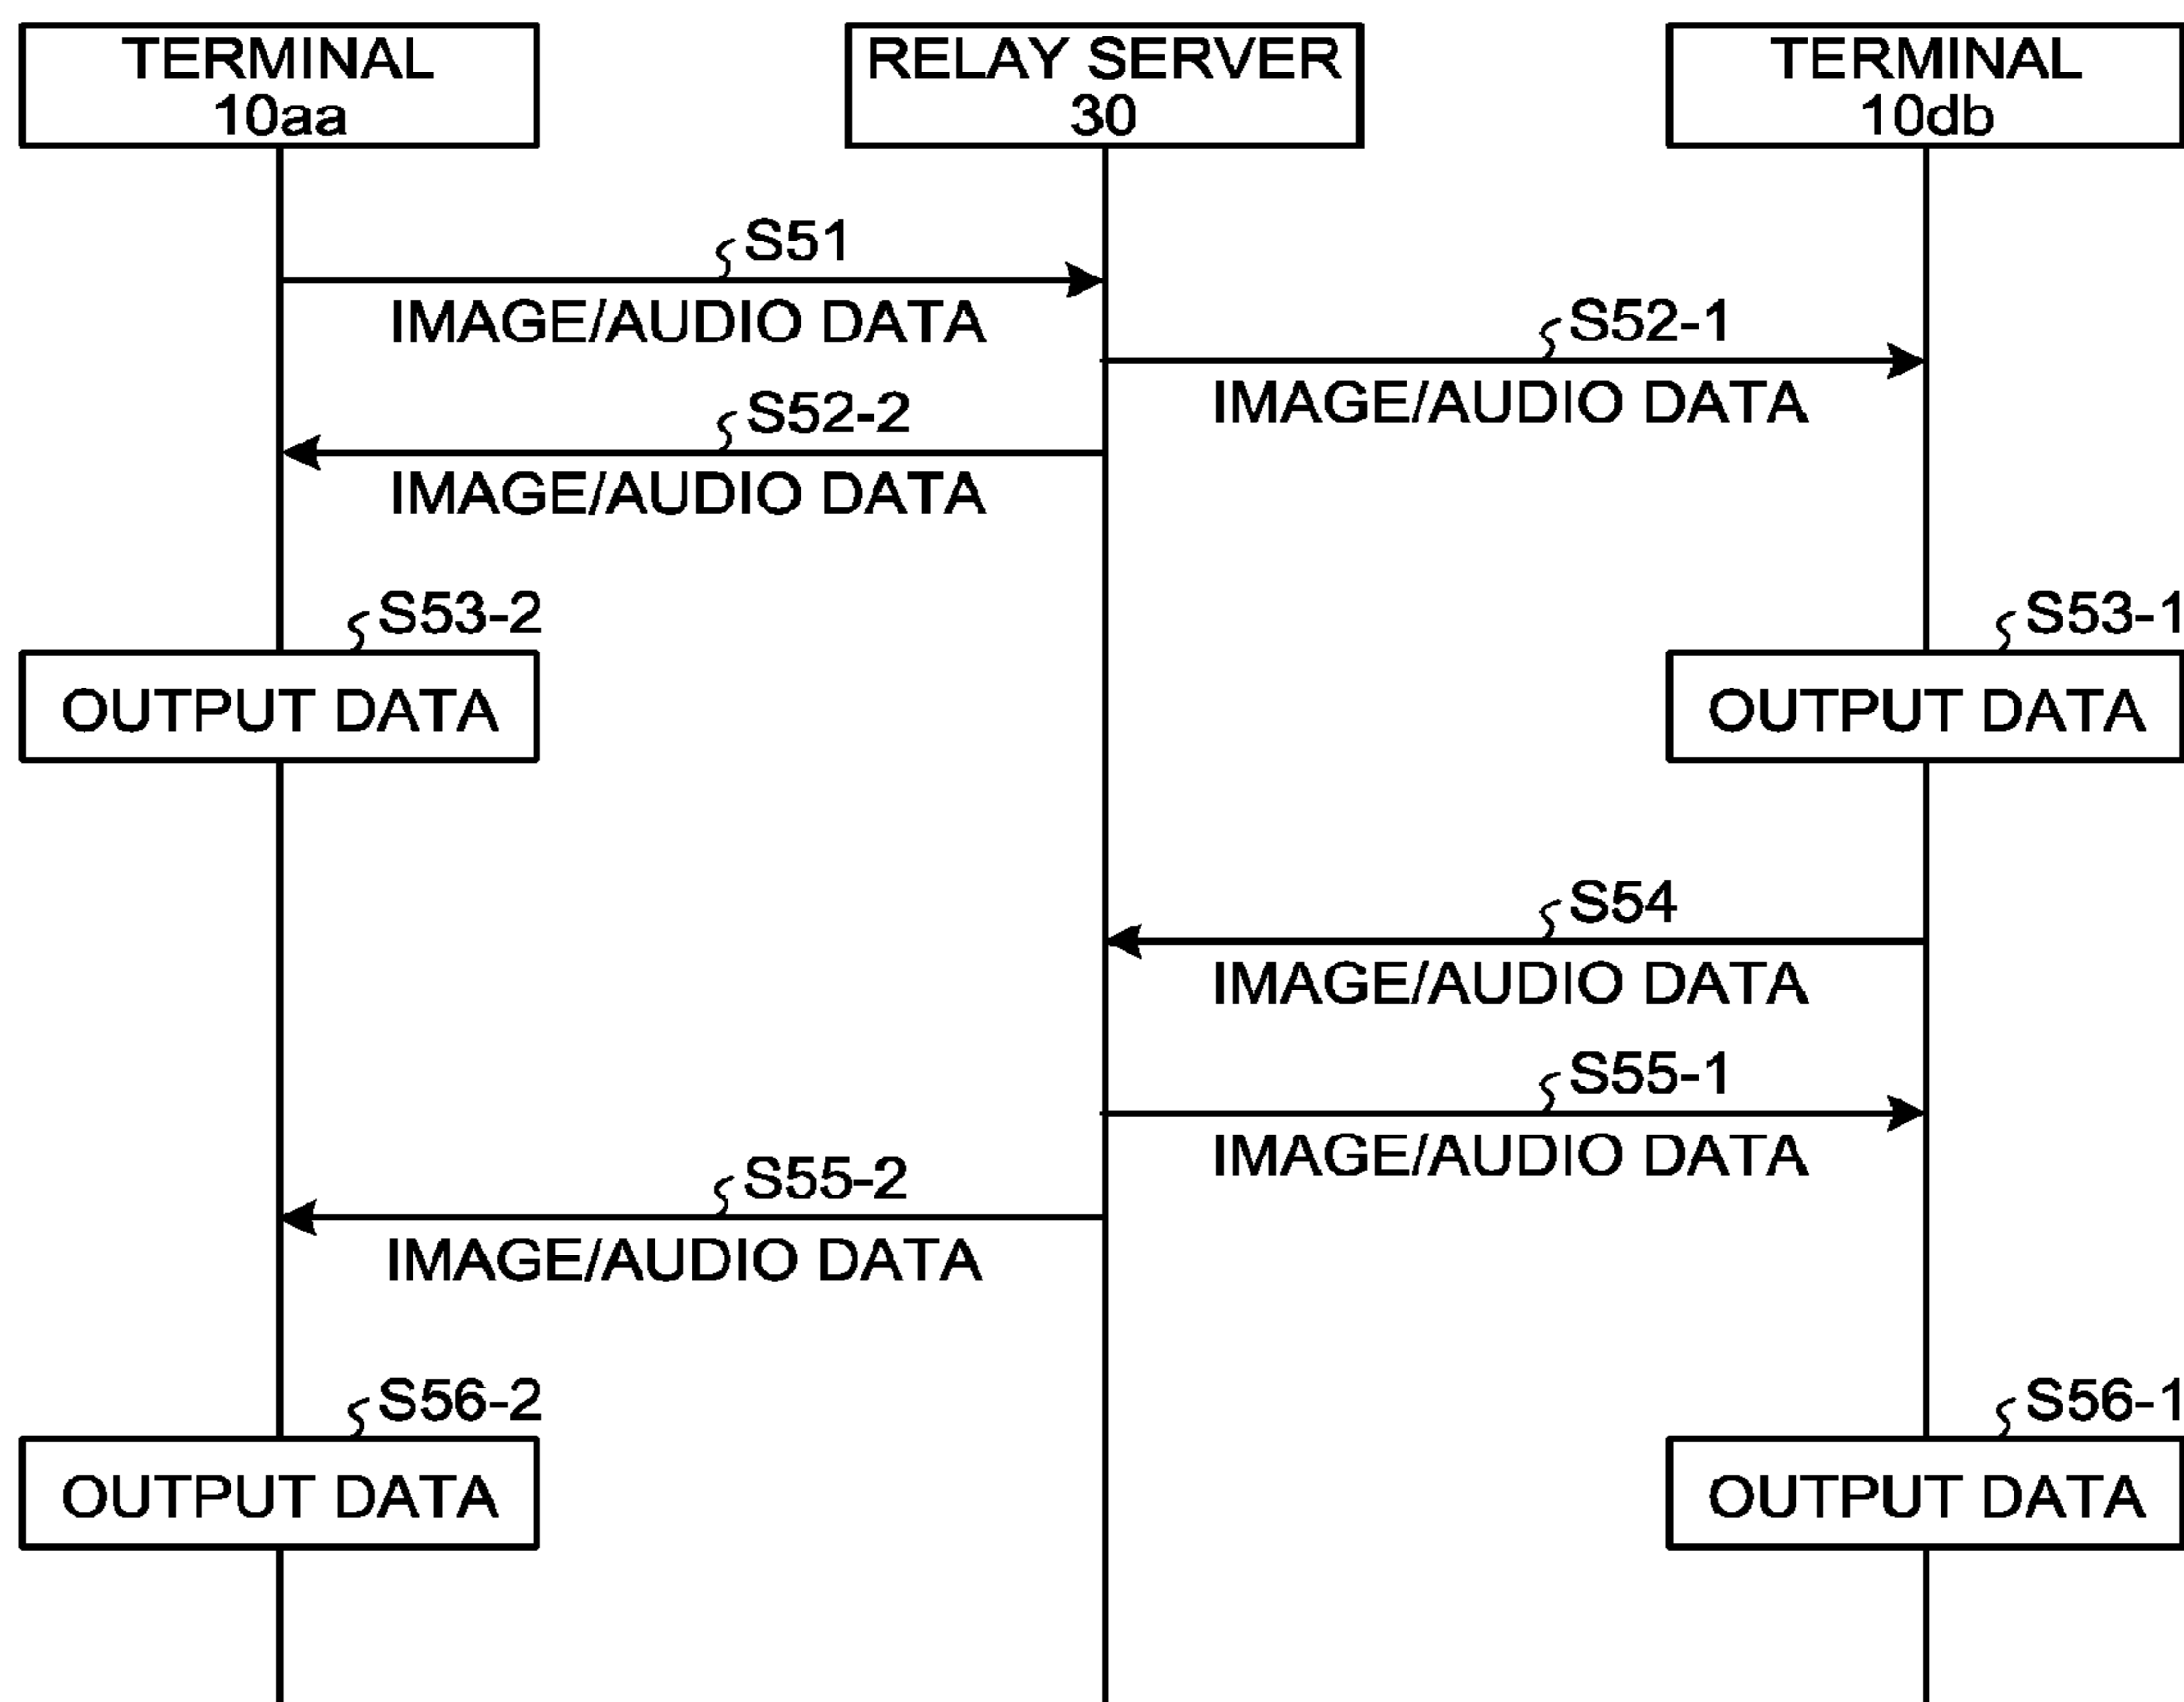 TERMINAL
10aa
RELAY SERVER
30
TERMINAL
10db
S51
IMAGE/AUDIO DATA
S52-1
IMAGE/AUDIO DATA
S52-2
IMAGE/AUDIO DATA
S53-2
OUTPUT DATA
S53-1
OUTPUT DATA
S54
IMAGE/AUDIO DATA
S55-1
IMAGE/AUDIO DATA
S55-2
IMAGE/AUDIO DATA
S56-2
OUTPUT DATA
S56-1
OUTPUT DATA